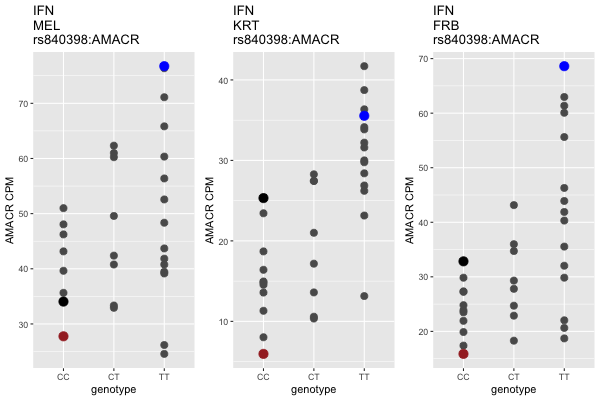 IFN
MEL
rs840398:AMACR
AMACR CPM
70
60
50
40
30
CC CT TT
genotype
IFN
KRT
rs840398:AMACR
AMACR CPM
40
30
20
10
CC CT TT
genotype
IFN
FRB
rs840398:AMACR
AMACR CPM
70
60
50
40
30
20
CC CT TT
genotype